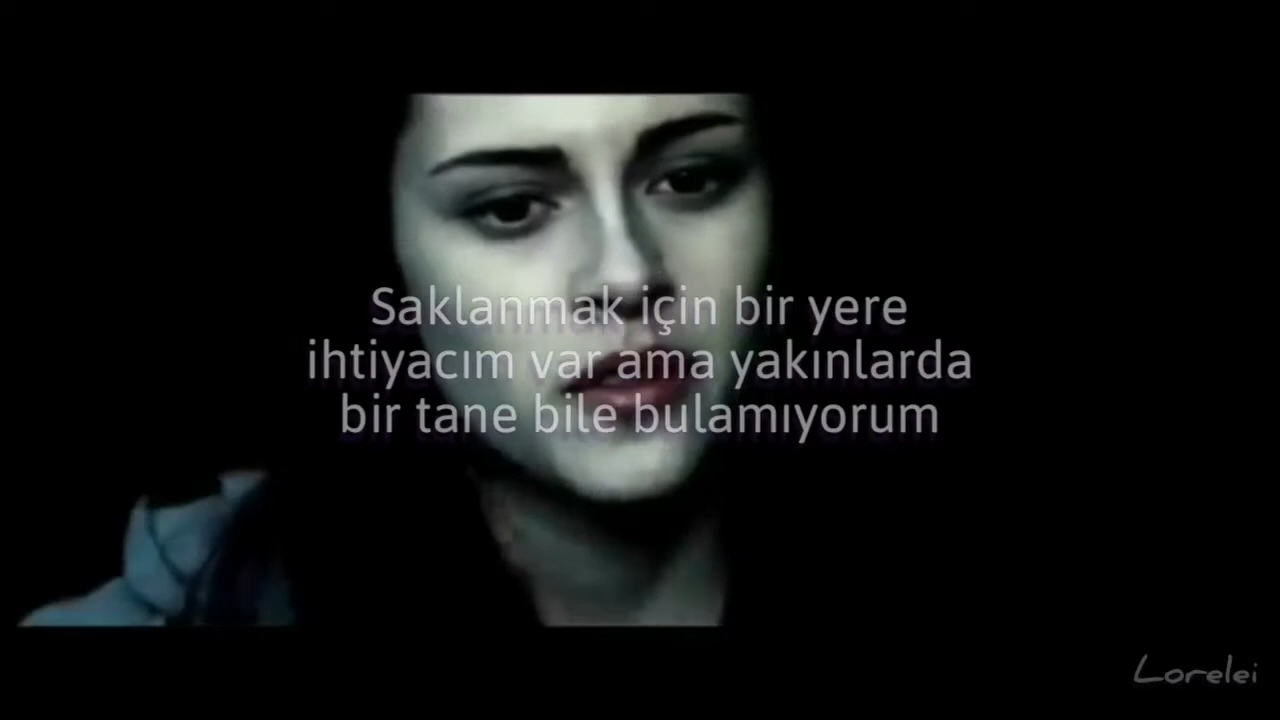 Saklanmak için bir yere
ihtiyacım var ama yakınlarda
bir tane bile bulamıyorum
Lorelei